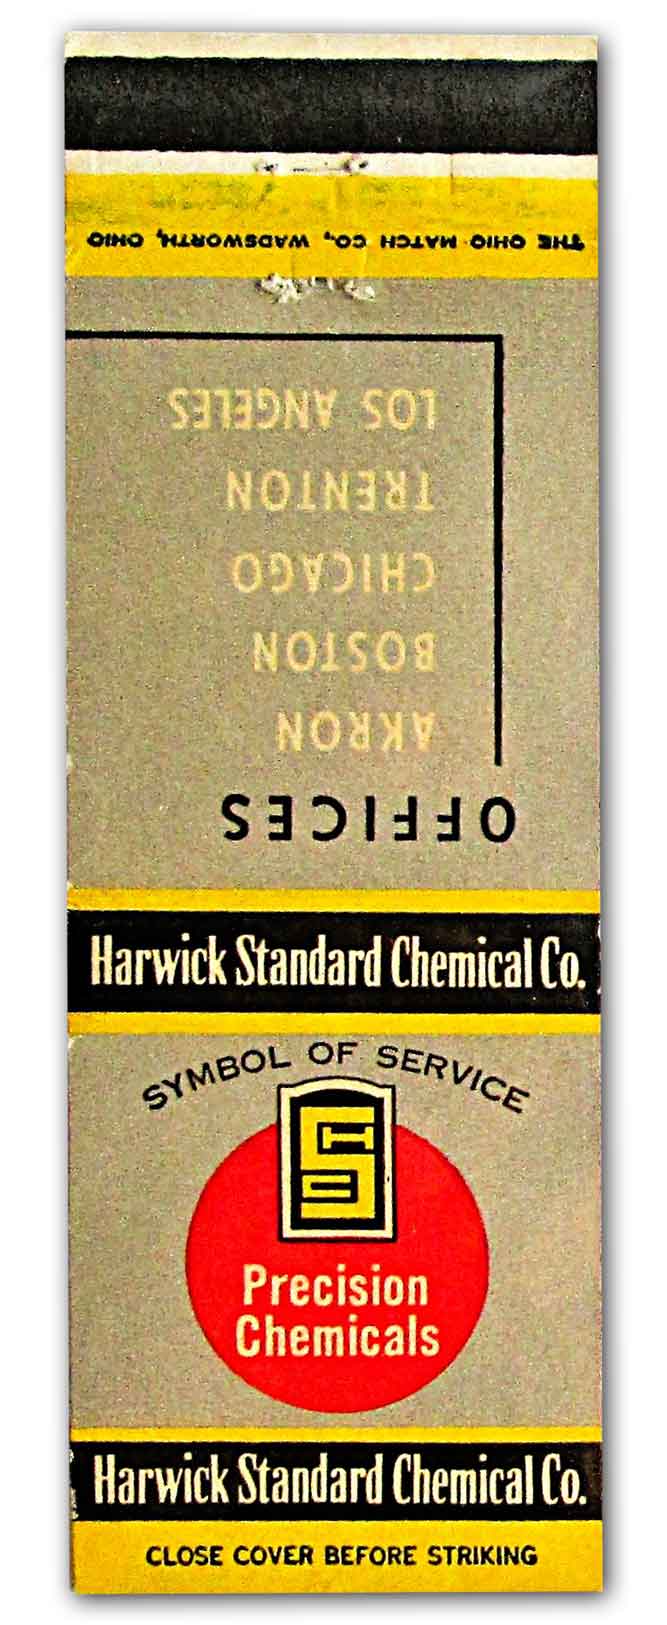 THE OHIO MATCH CO., WADSWORTH, OHIO
OFFICES
AKRON
BOSTON
CHICAGO
TRENTON
LOS ANGELES
Harwick Standard Chemical Co.
SYMBOL OF SERVICE
Precision
Chemicals
Harwick Standard Chemical Co.
CLOSE COVER BEFORE STRIKING